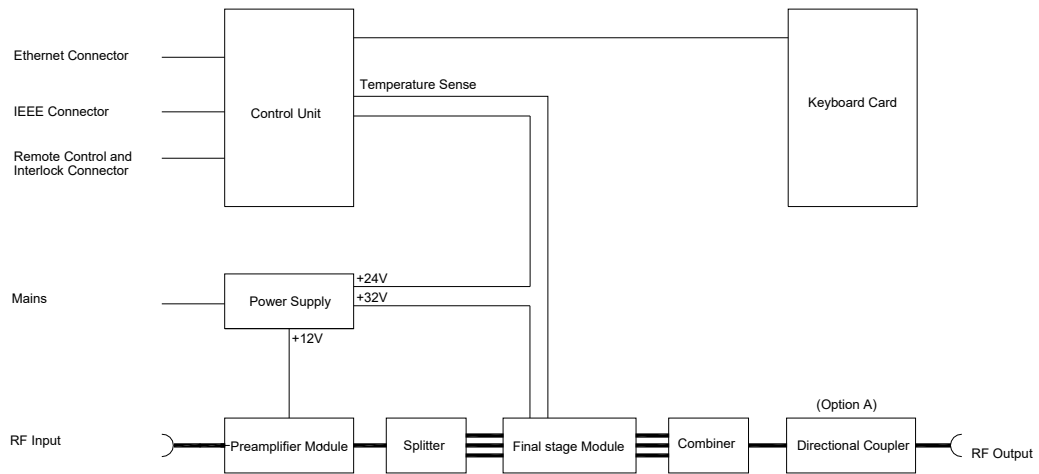 Ethernet Connector
IEEE Connector
Remote Control and
Interlock Connector
Control Unit
Temperature Sense
Keyboard Card
Mains
Power Supply
+24V
+32V
+12V
(Option A)
RF Input
Preamplifier Module
Splitter
Final stage Module
Combiner
Directional Coupler
RF Output